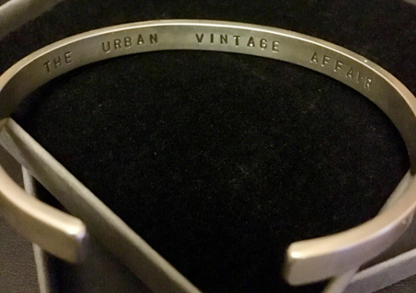 THE URBAN VINTAGE AFFAIR